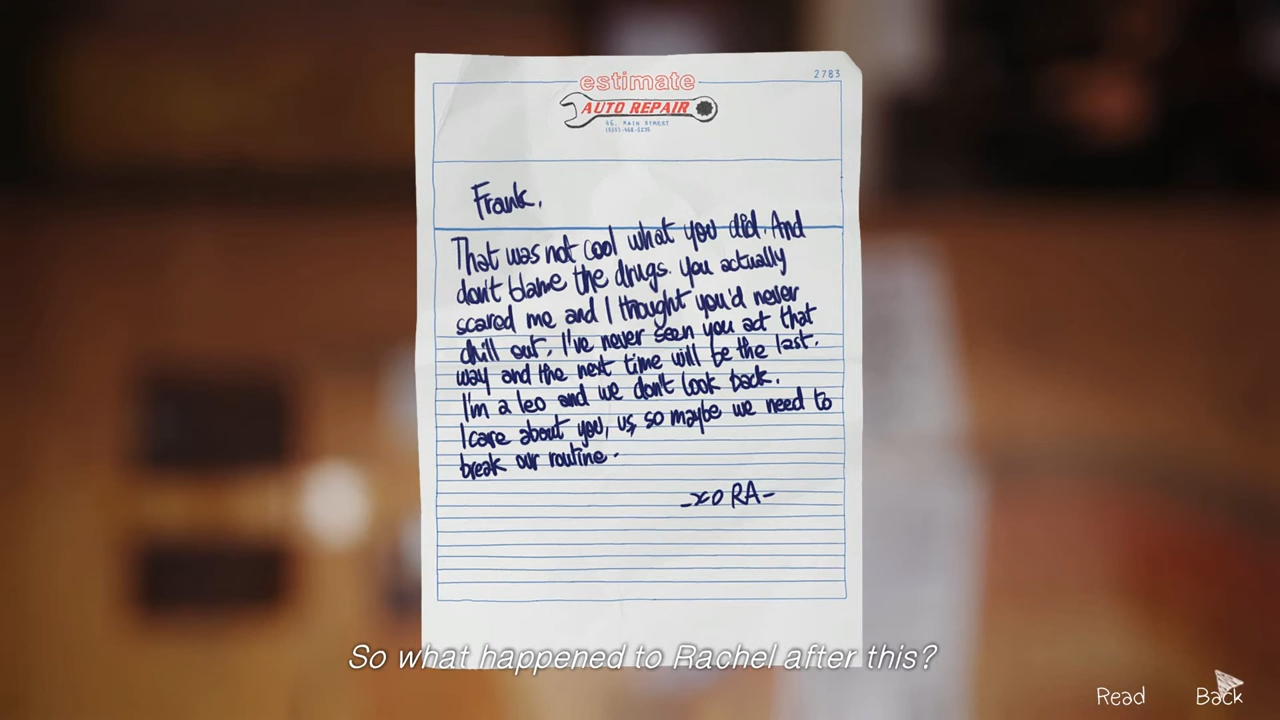 estimate
2783
AUTO REPAIR
46. MAIN STREET
Frank,
That was not cool what you did. And
don't blame the drugs. You actually
scared me and I thought you'd never
chill out. I've never seen you act that
way and the next time will be the last.
I'm a leo and we don't look back.
I care about you, us, so maybe we need to
break our routine.
-xo RA-
So what happened to Rachel after this?
Read
Back